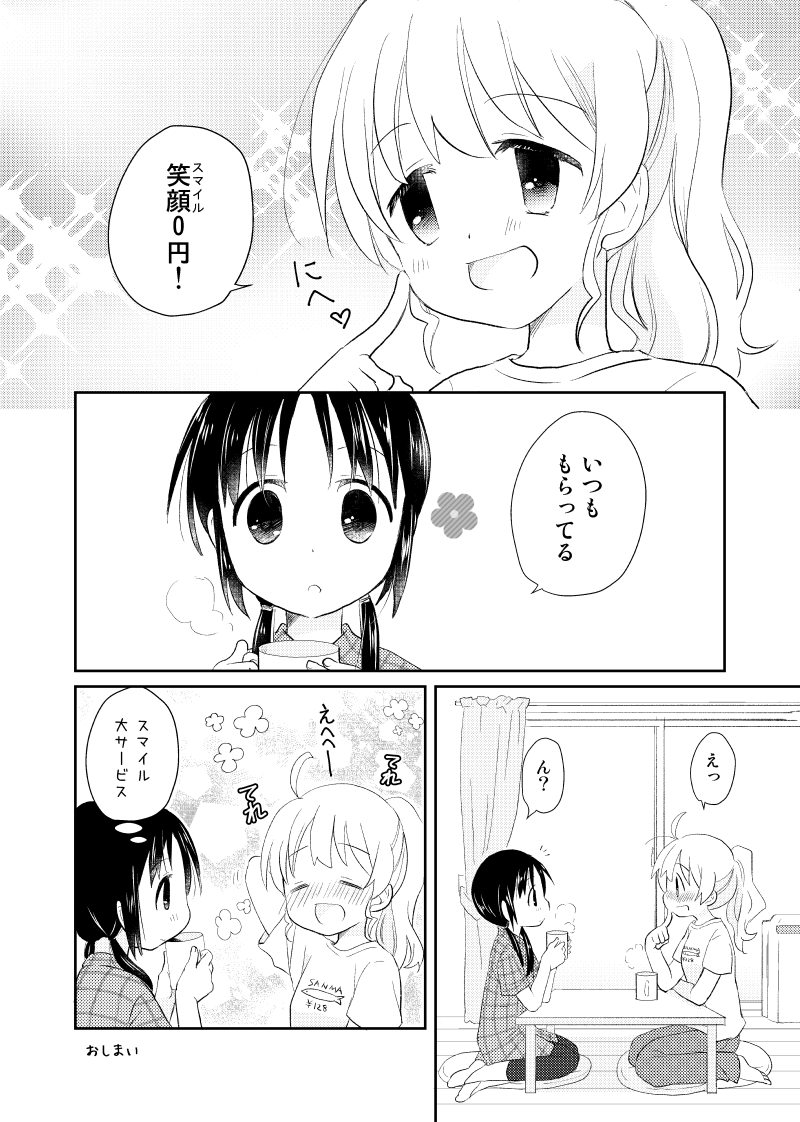 スマイル
笑顔0円！
にへ♡
いつも
もらってる
えっ
ん？
えへへー
てれ
てれ
SANMA
¥128
スマイル
大サービス
SANMA
¥128
おしまい